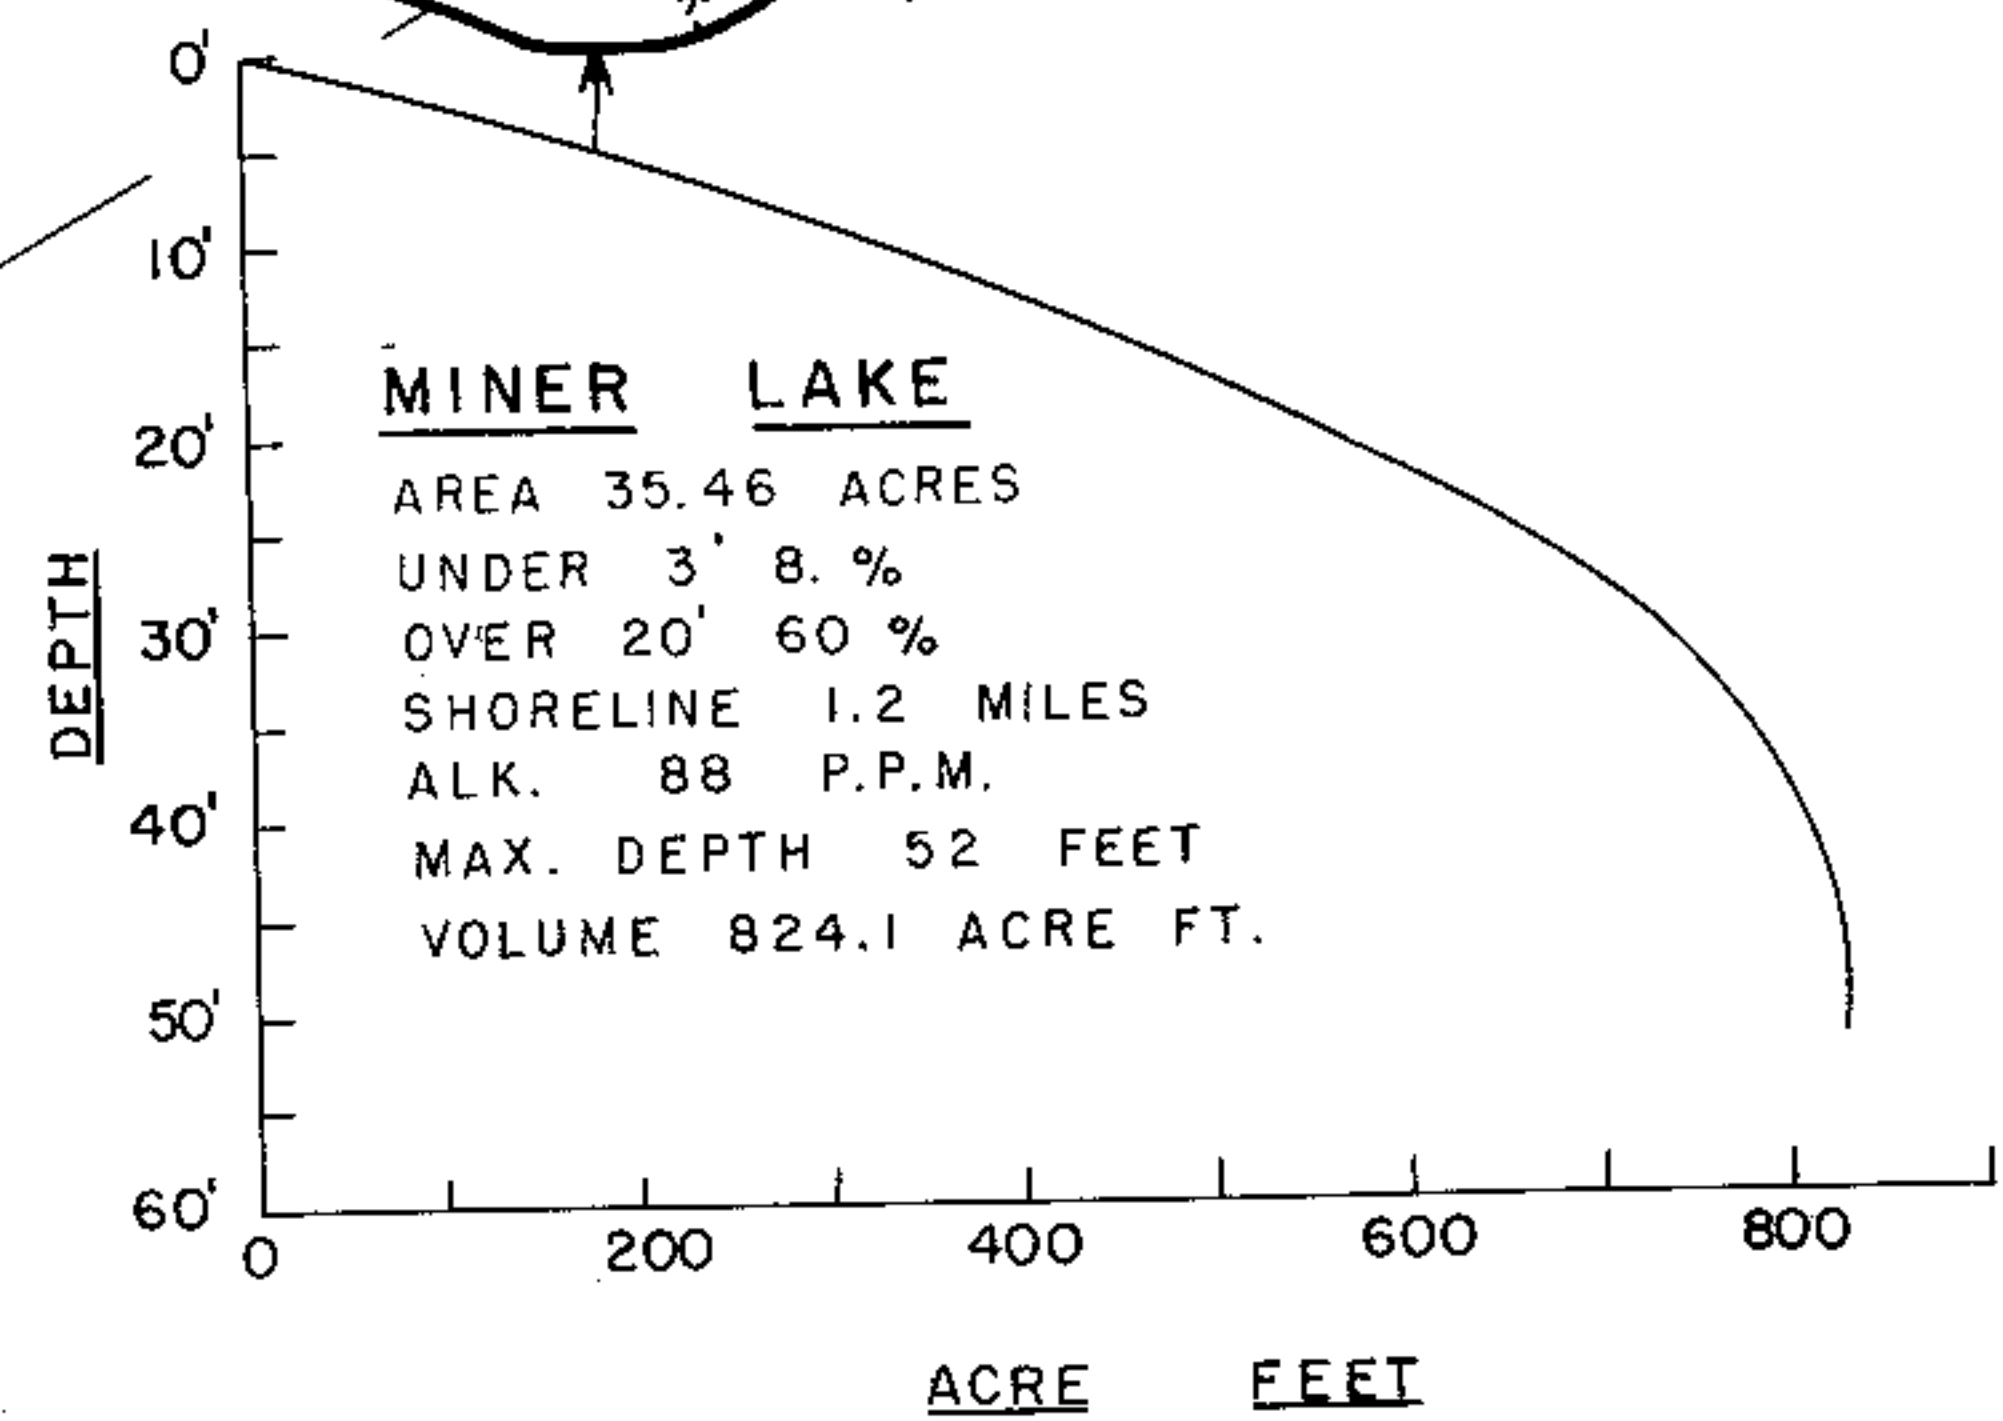 0'
10'
20'
30'
40'
50'
60'
DEPTH
MINER LAKE
AREA 35.46 ACRES
UNDER 3' 8. %
OVER 20' 60 %
SHORELINE 1.2 MILES
ALK. 88 P.P.M.
MAX. DEPTH 52 FEET
VOLUME 824.1 ACRE FT.
0 200 400 600 800
ACRE FEET